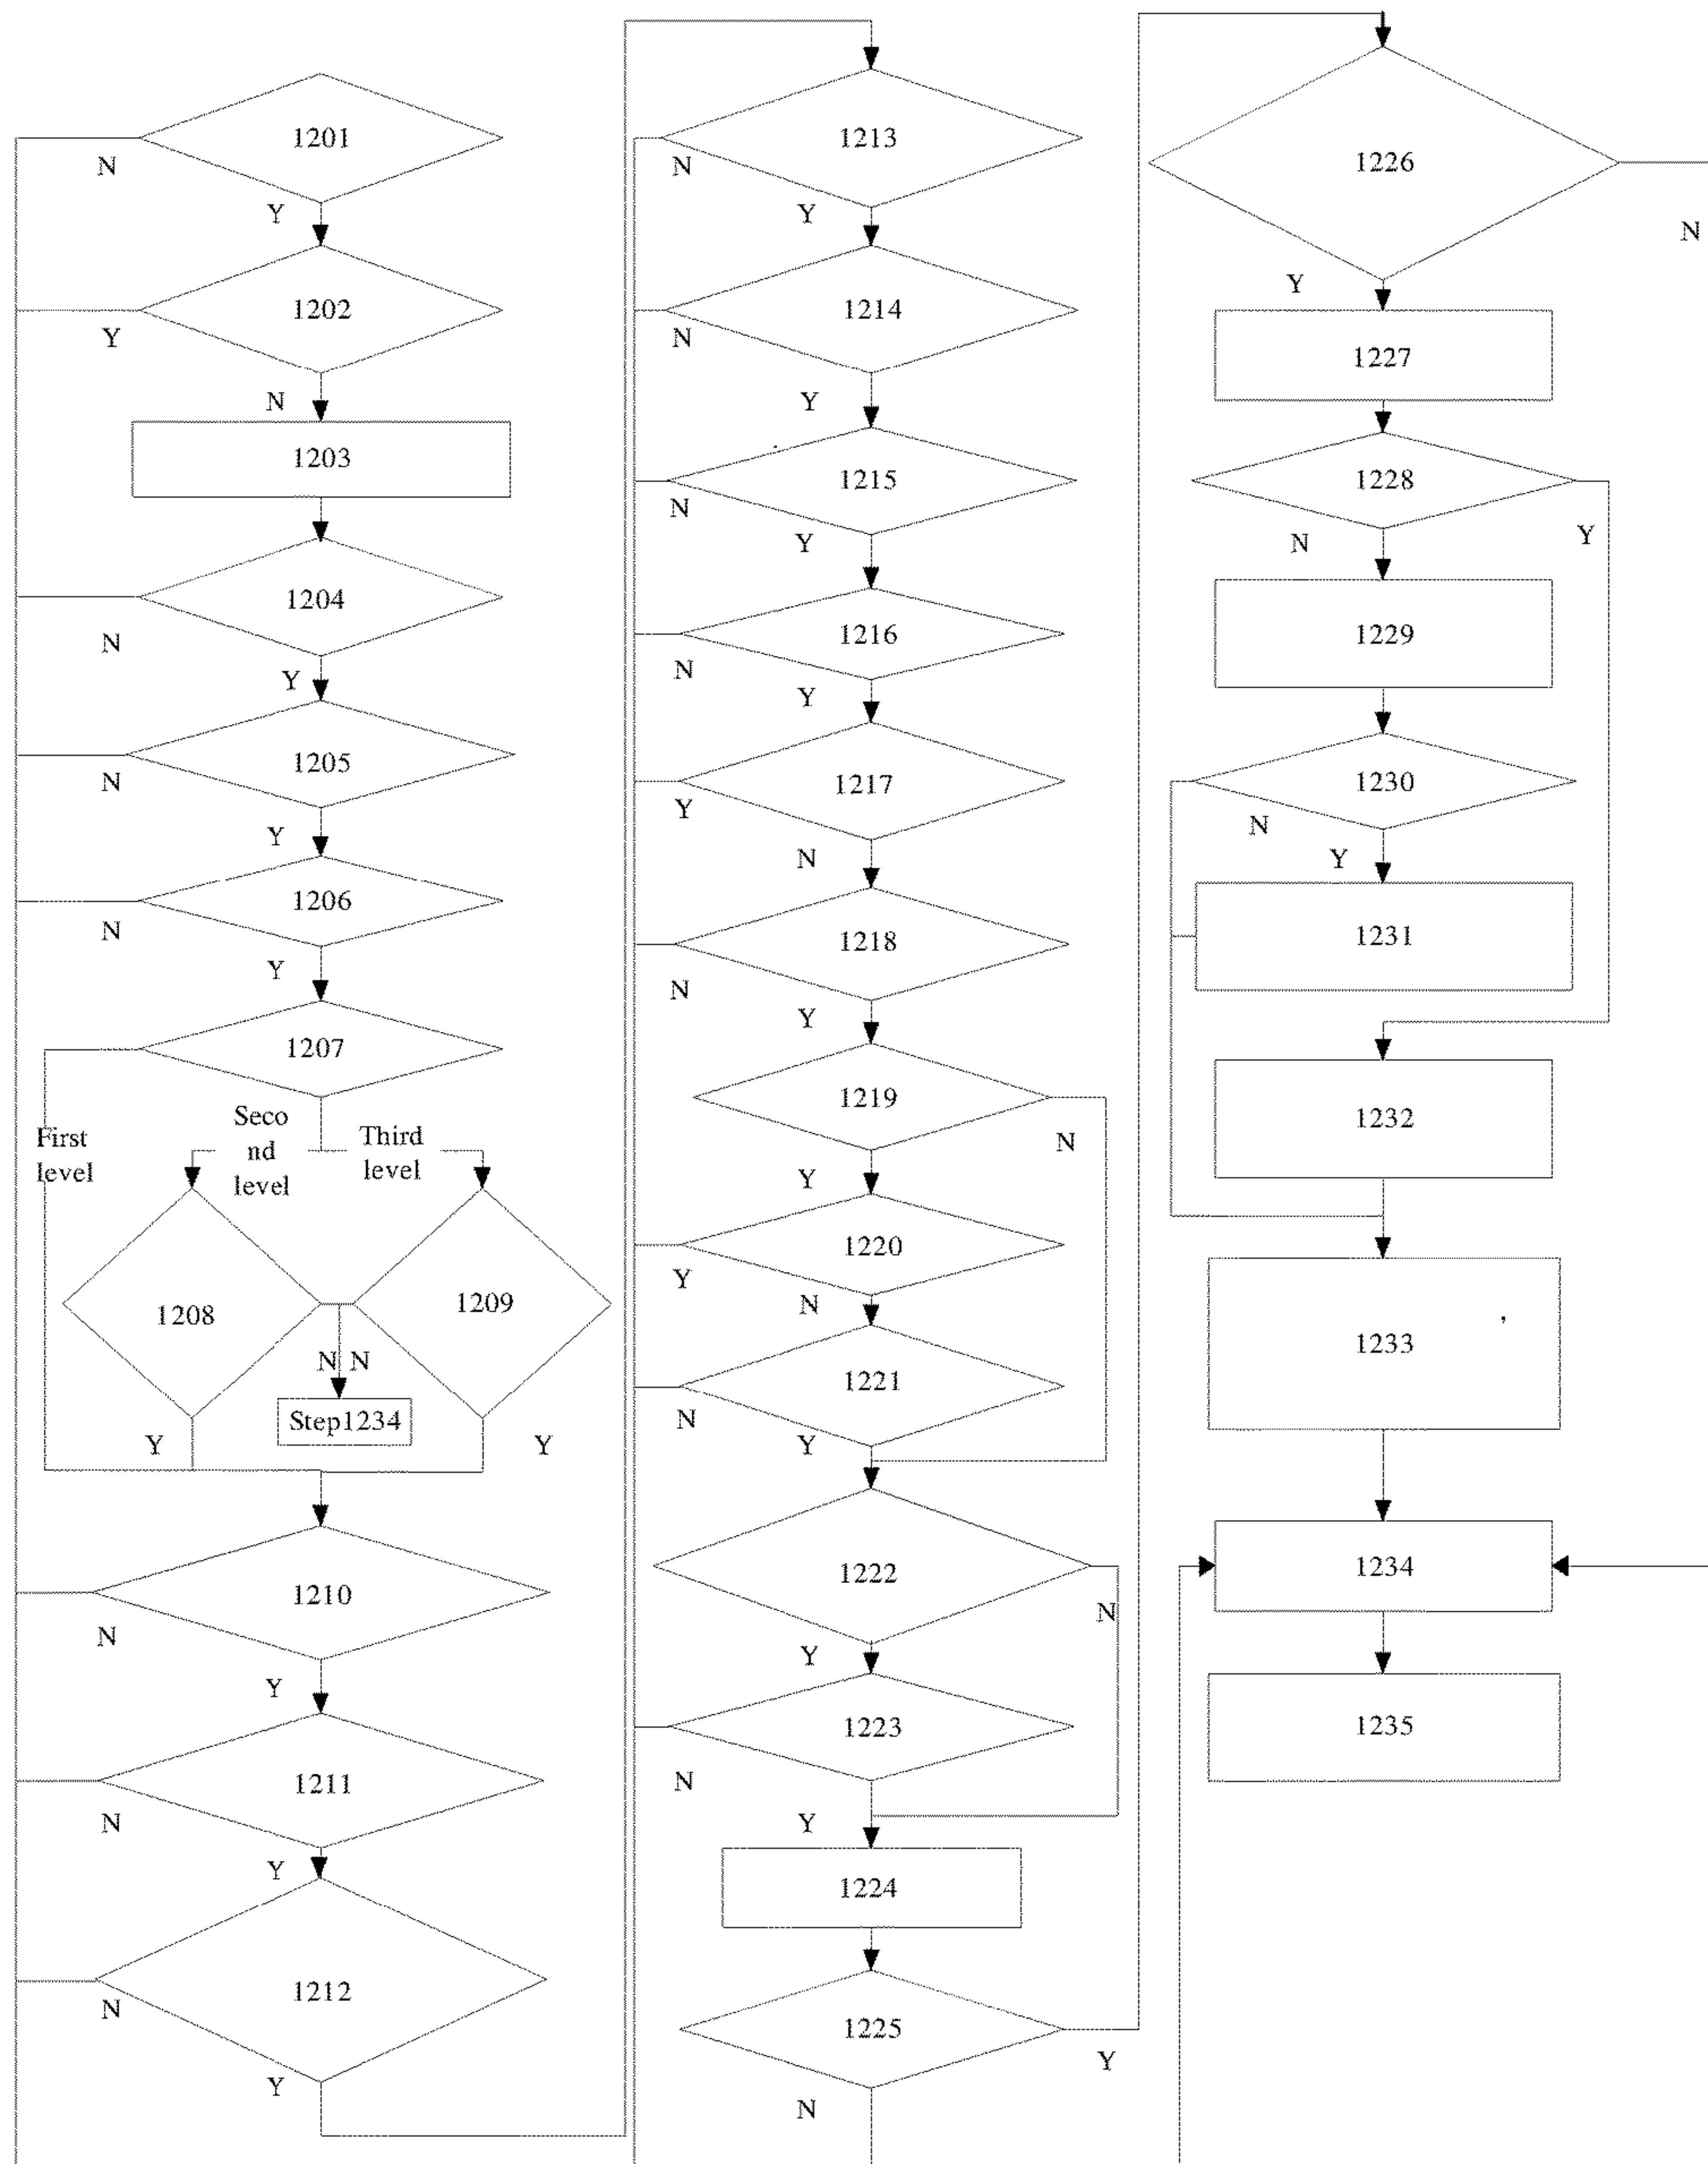 1201
N
Y
1202
Y
N
1203
1204
N
Y
1205
N
Y
1206
N
Y
1207
First
level
Seco
nd
level
Third
level
1208
1209
N N
Step1234
Y
Y
1210
N
Y
1211
N
Y
1212
N
Y
1213
N
Y
1214
N
Y
1215
N
Y
1216
N
Y
1217
Y
N
1218
N
Y
1219
N
Y
1220
Y
N
1221
N
Y
1222
N
Y
1223
N
Y
1224
1225
Y
N
1226
N
Y
1227
1228
Y
N
1229
1230
N
Y
1231
1232
1233
1234
1235